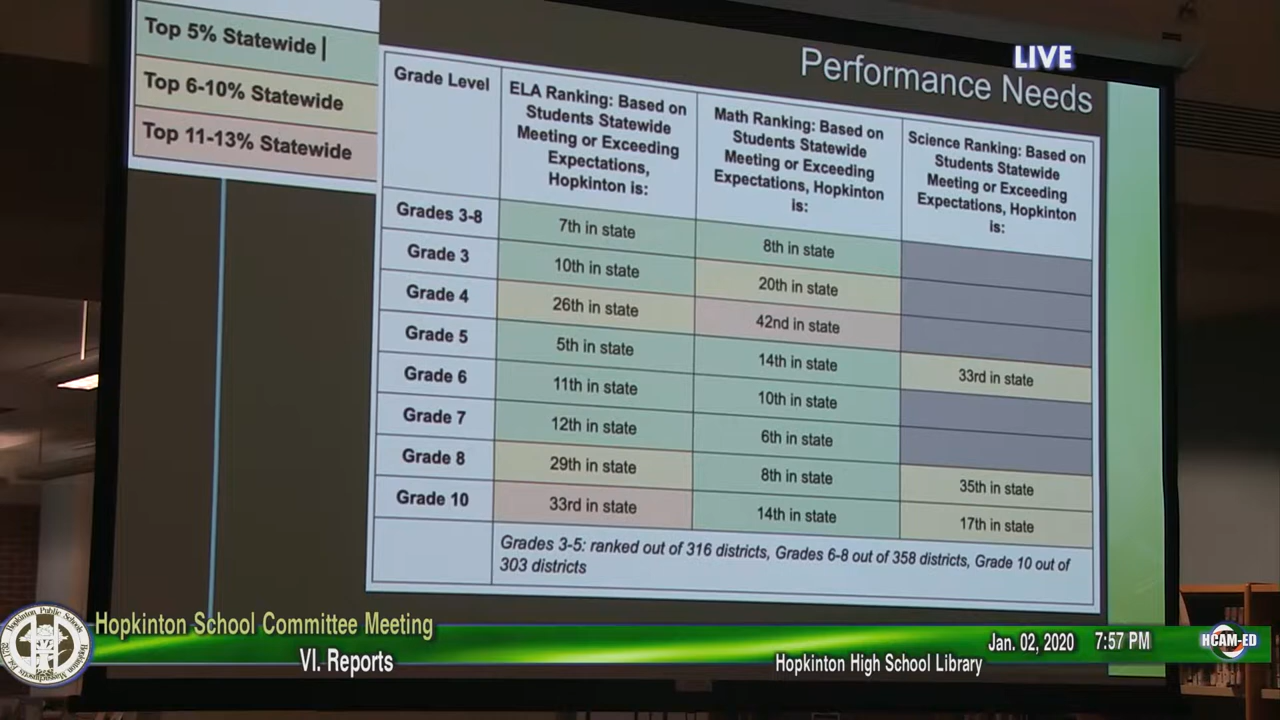 Top 5% Statewide
Top 6-10% Statewide
Top 11-13% Statewide
LIVE
Performance Needs
Grade Level
ELA Ranking: Based on
Students Statewide
Meeting or Exceeding
Expectations,
Hopkinton is:
Math Ranking: Based on
Students Statewide
Meeting or Exceeding
Expectations, Hopkinton
is:
Science Ranking: Based on
Students Statewide
Meeting or Exceeding
Expectations, Hopkinton
is:
Grades 3-8
7th in state
8th in state
Grade 3
10th in state
20th in state
Grade 4
26th in state
42nd in state
Grade 5
5th in state
14th in state
33rd in state
Grade 6
11th in state
10th in state
Grade 7
12th in state
6th in state
Grade 8
29th in state
8th in state
35th in state
Grade 10
33rd in state
14th in state
17th in state
Grades 3-5: ranked out of 316 districts, Grades 6-8 out of 358 districts, Grade 10 out of
303 districts
Hopkinton Public Schools
Hopkinton School Committee Meeting
VI. Reports
Jan. 02, 2020 7:57 PM
Hopkinton High School Library
HCAM-ED